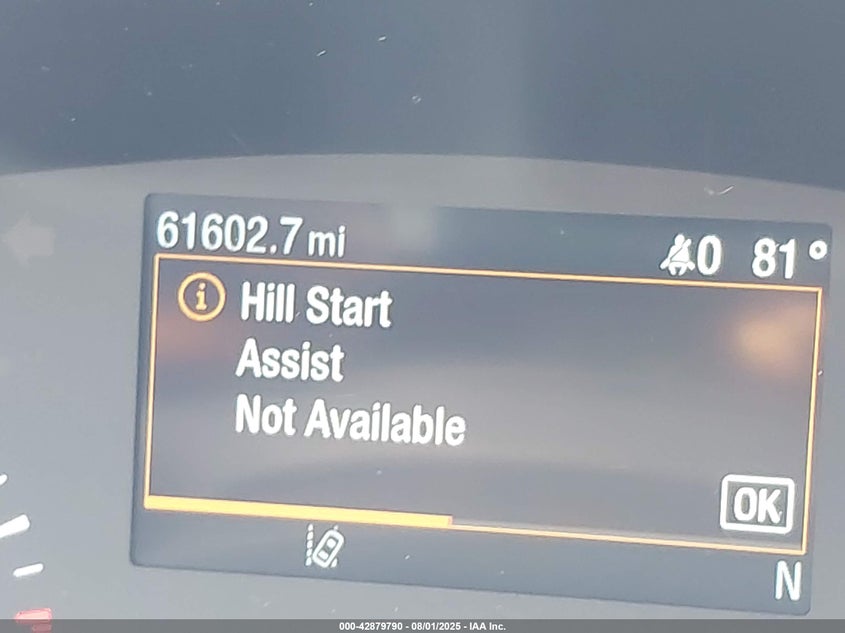 61602.7 mi
0 81°
i Hill Start
Assist
Not Available
OK
N
000-42879790 - 08/01/2025 - IAA Inc.